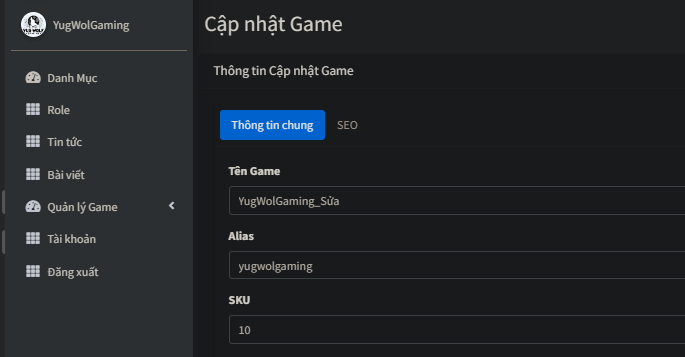 YugWolGaming
Danh Mục
Role
Tin tức
Bài viết
Quản lý Game
Tài khoản
Đăng xuất
Cập nhật Game
Thông tin Cập nhật Game
Thông tin chung SEO
Tên Game
YugWolGaming_Sửa
Alias
yugwolgaming
SKU
10